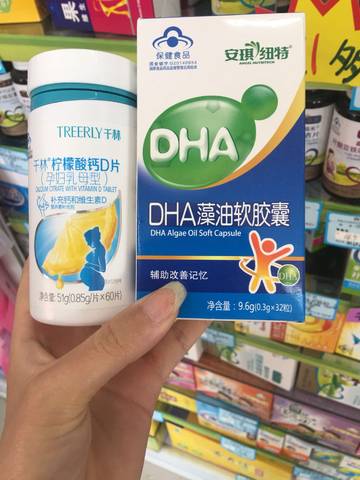 TREERLY 千林
千林®柠檬酸钙D片
(孕妇乳母型)
CALCIUM CITRATE WITH VITAMIN D TABLET
补充钙和维生素D
净含量: 51g(0.85g/片×60片)
保健食品
安琪纽特®
ANGEL NUTRITECH
DHA
DHA藻油软胶囊
DHA Algae Oil Soft Capsule
辅助改善记忆
DHA
净含量: 9.6g(0.3g×32粒)